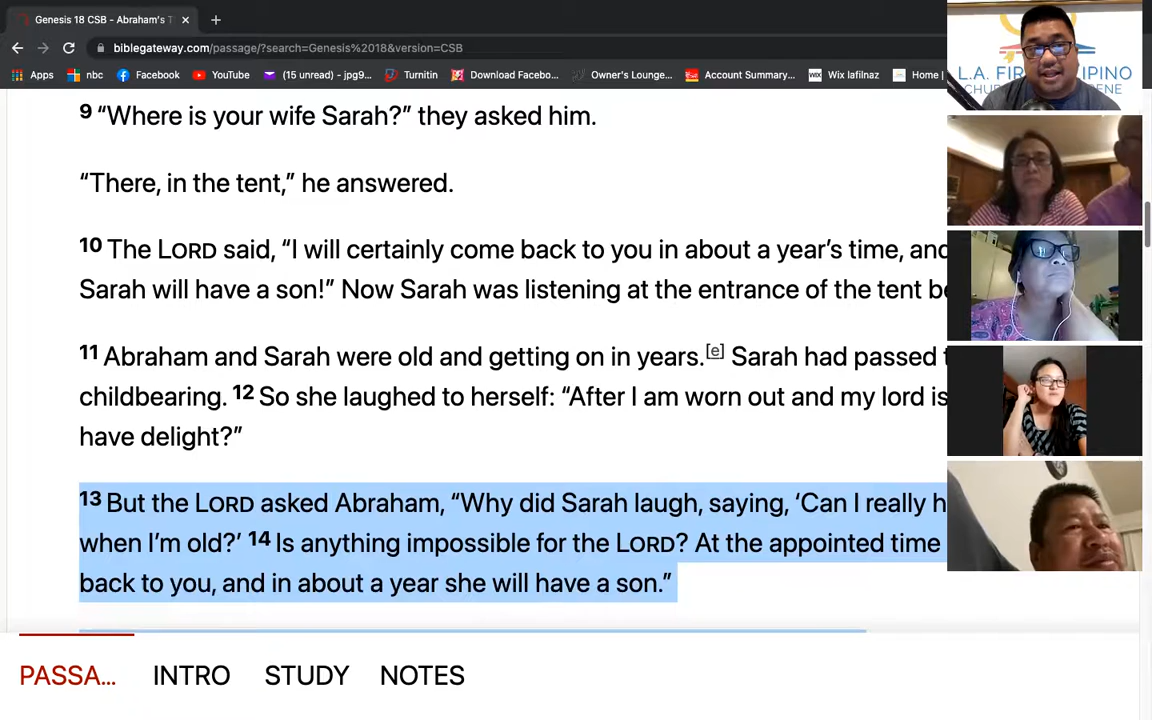 Genesis 18 CSB - Abraham's T
biblegateway.com/passage/?search=Genesis%2018&version=CSB
Apps nbc Facebook YouTube (15 unread) - jpg9... Turnitin Download Facebo... Owner's Lounge... Account Summary... WIX Wix lafilnaz Home |
L.A. FIR IPINO
CHU ENE
9 “Where is your wife Sarah?” they asked him.
“There, in the tent,” he answered.
10 The LORD said, “I will certainly come back to you in about a year’s time, and
Sarah will have a son!” Now Sarah was listening at the entrance of the tent be
11 Abraham and Sarah were old and getting on in years.[e] Sarah had passed
childbearing. 12 So she laughed to herself: “After I am worn out and my lord is
have delight?”
13 But the LORD asked Abraham, “Why did Sarah laugh, saying, ‘Can I really h
when I’m old?’ 14 Is anything impossible for the LORD? At the appointed time
back to you, and in about a year she will have a son.”
PASSA... INTRO STUDY NOTES